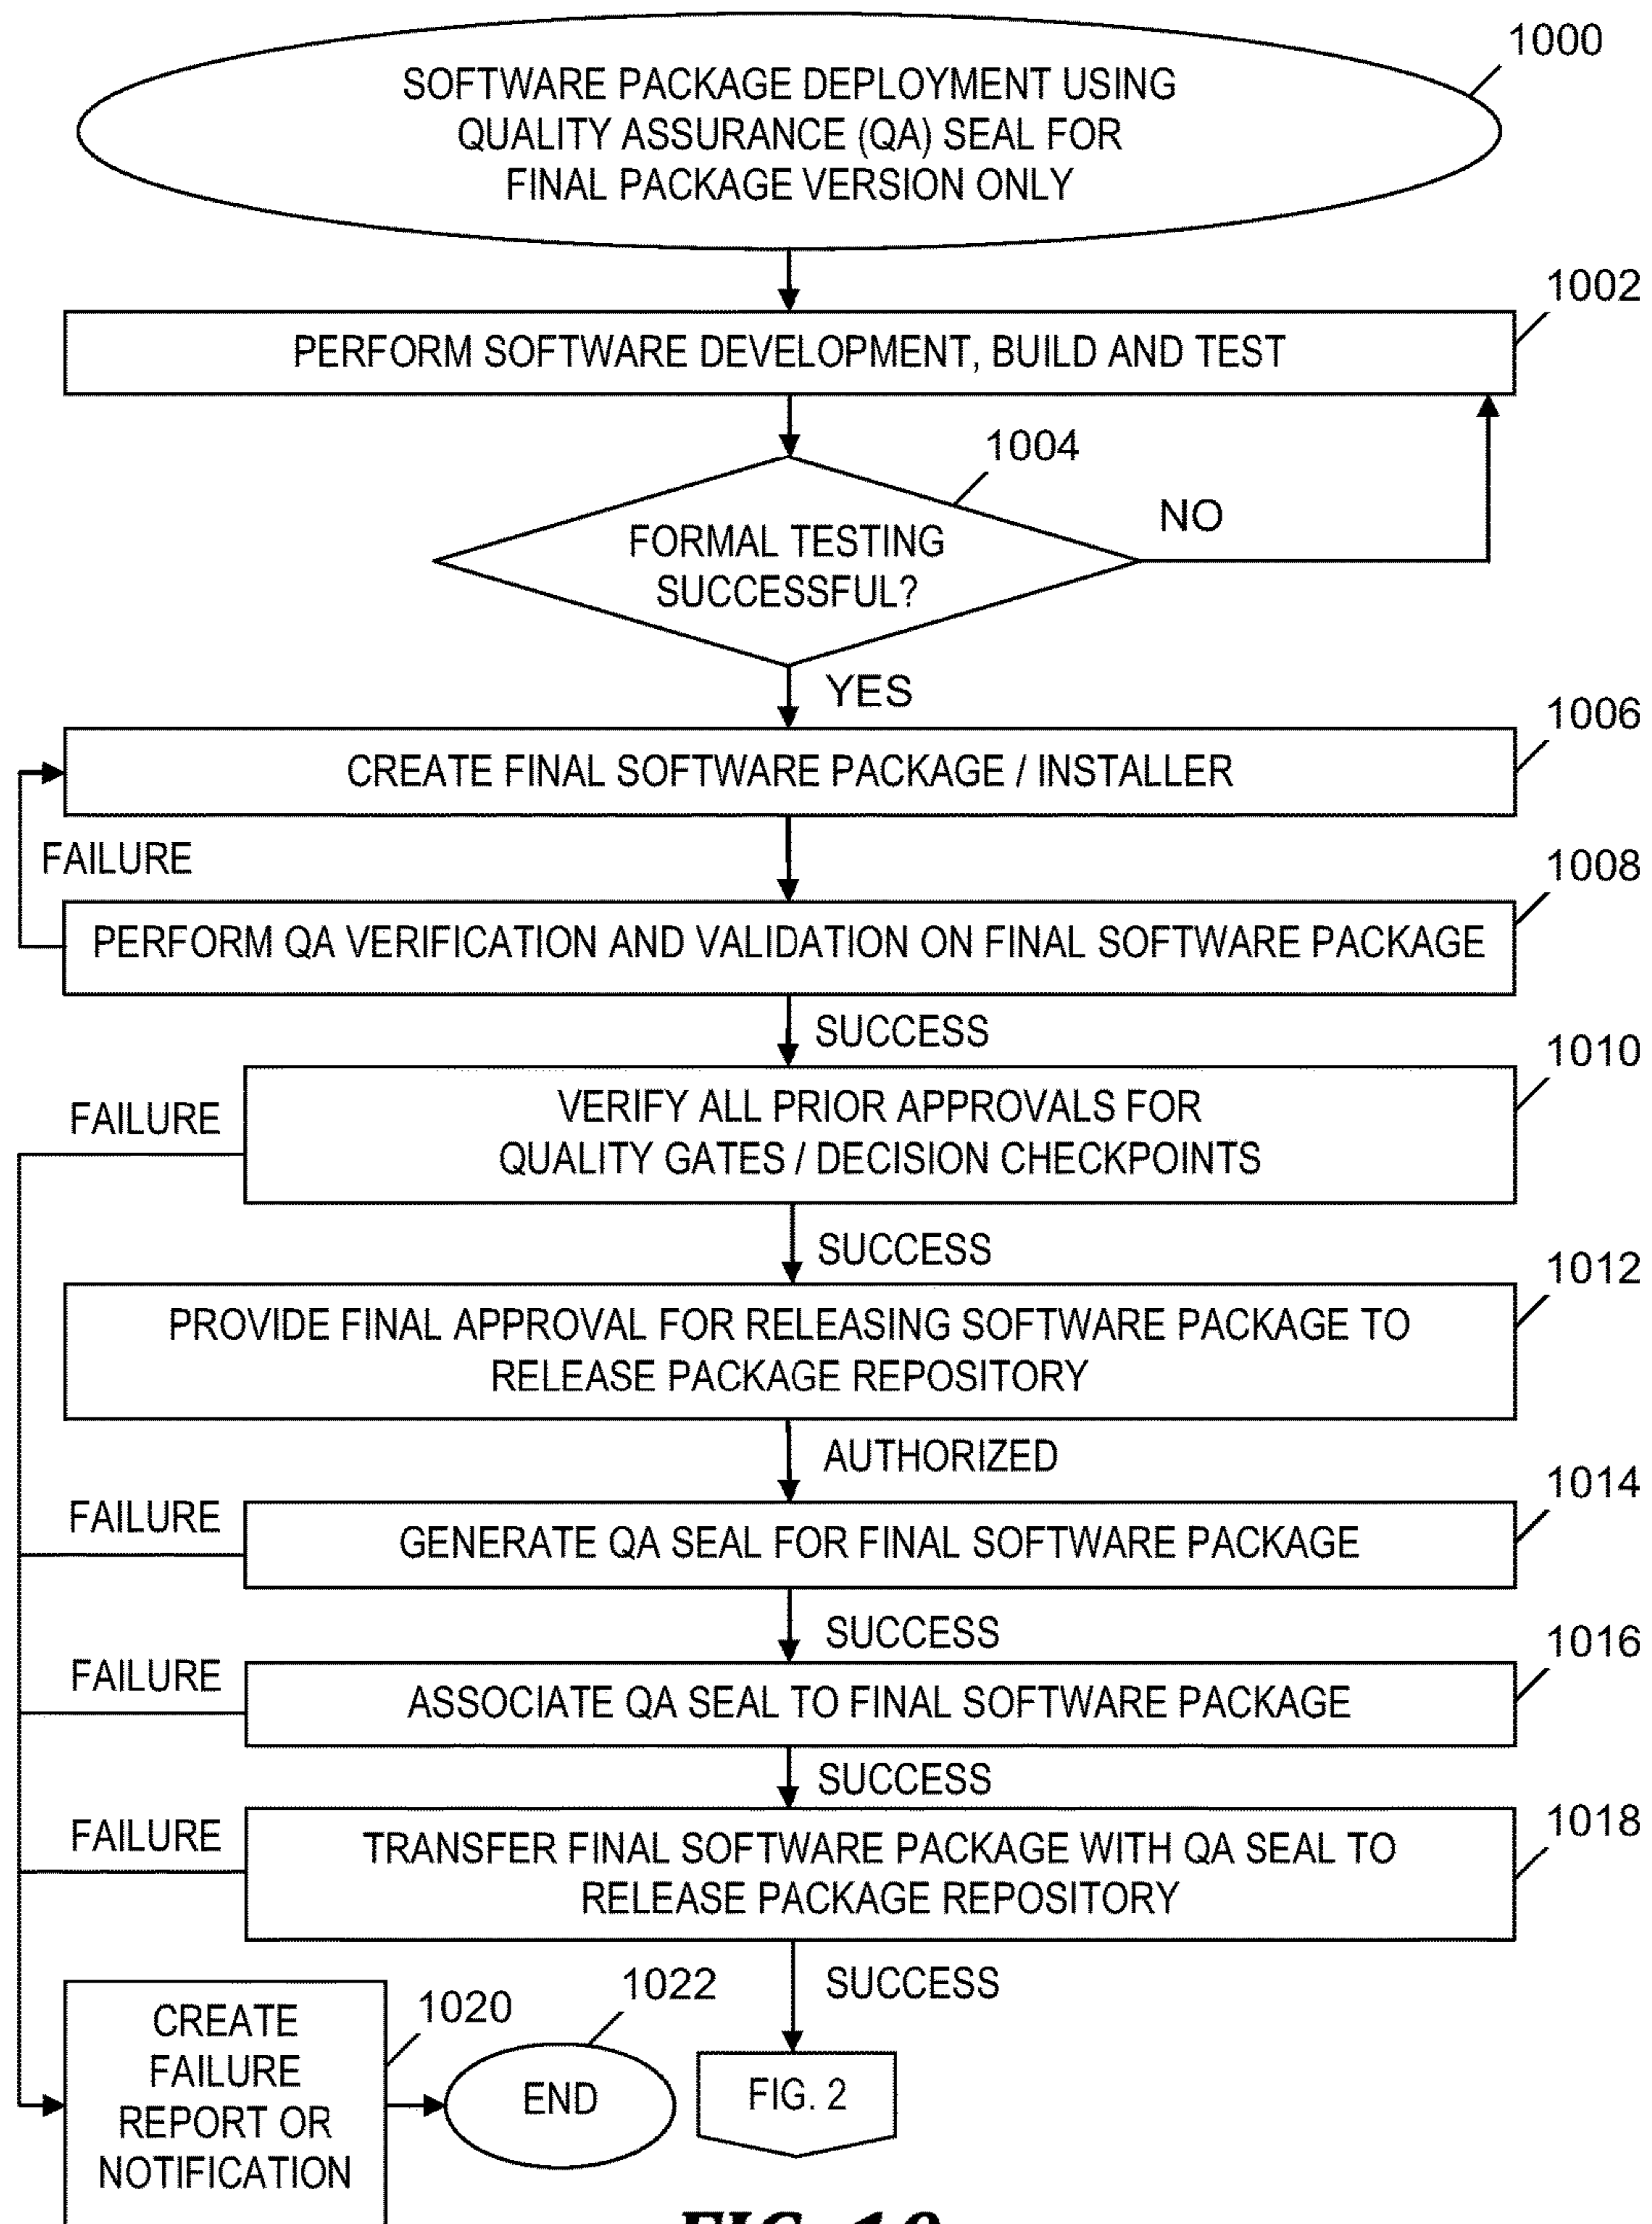 1000
SOFTWARE PACKAGE DEPLOYMENT USING
QUALITY ASSURANCE (QA) SEAL FOR
FINAL PACKAGE VERSION ONLY
1002
PERFORM SOFTWARE DEVELOPMENT, BUILD AND TEST
1004
NO
FORMAL TESTING
SUCCESSFUL?
YES
1006
CREATE FINAL SOFTWARE PACKAGE / INSTALLER
FAILURE
1008
PERFORM QA VERIFICATION AND VALIDATION ON FINAL SOFTWARE PACKAGE
SUCCESS
1010
FAILURE
VERIFY ALL PRIOR APPROVALS FOR
QUALITY GATES / DECISION CHECKPOINTS
SUCCESS
1012
PROVIDE FINAL APPROVAL FOR RELEASING SOFTWARE PACKAGE TO
RELEASE PACKAGE REPOSITORY
AUTHORIZED
1014
FAILURE
GENERATE QA SEAL FOR FINAL SOFTWARE PACKAGE
SUCCESS
1016
FAILURE
ASSOCIATE QA SEAL TO FINAL SOFTWARE PACKAGE
SUCCESS
1018
FAILURE
TRANSFER FINAL SOFTWARE PACKAGE WITH QA SEAL TO
RELEASE PACKAGE REPOSITORY
SUCCESS
1020
CREATE
FAILURE
REPORT OR
NOTIFICATION
1022
END
FIG. 2
FIG. 10